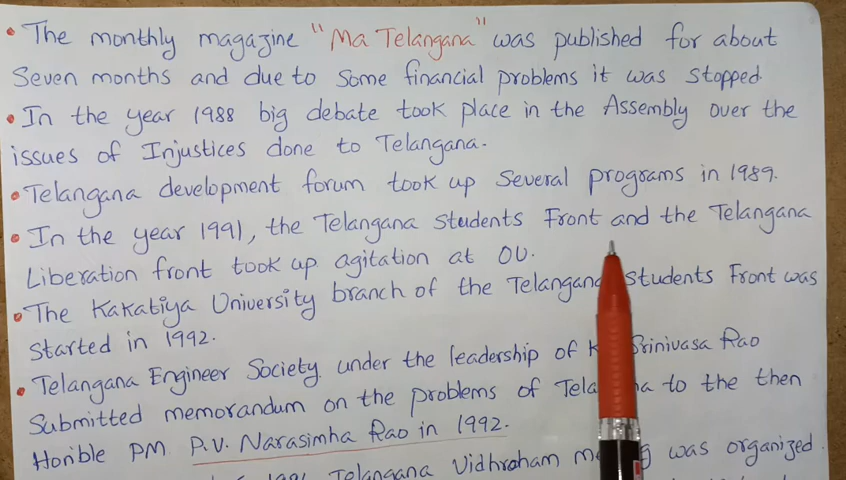 • The monthly magazine "Ma Telangana" was published for about
Seven months and due to some financial problems it was stopped
• In the year 1988 big debate took place in the Assembly over the
issues of Injustices done to Telangana.
• Telangana development forum took up several programs in 1989.
• In the year 1991, the Telangana Students Front and the Telangana
Liberation front took up agitation at OU.
• The Kakatiya University branch of the Telangana Students Front was
started in 1992.
• Telangana Engineer Society under the leadership of Srinivasa Rao
Submitted memorandum on the problems of to the then
Hon'ble PM P.V. Narasimha Rao in 1992.
Telangana Vidhroham was organized.